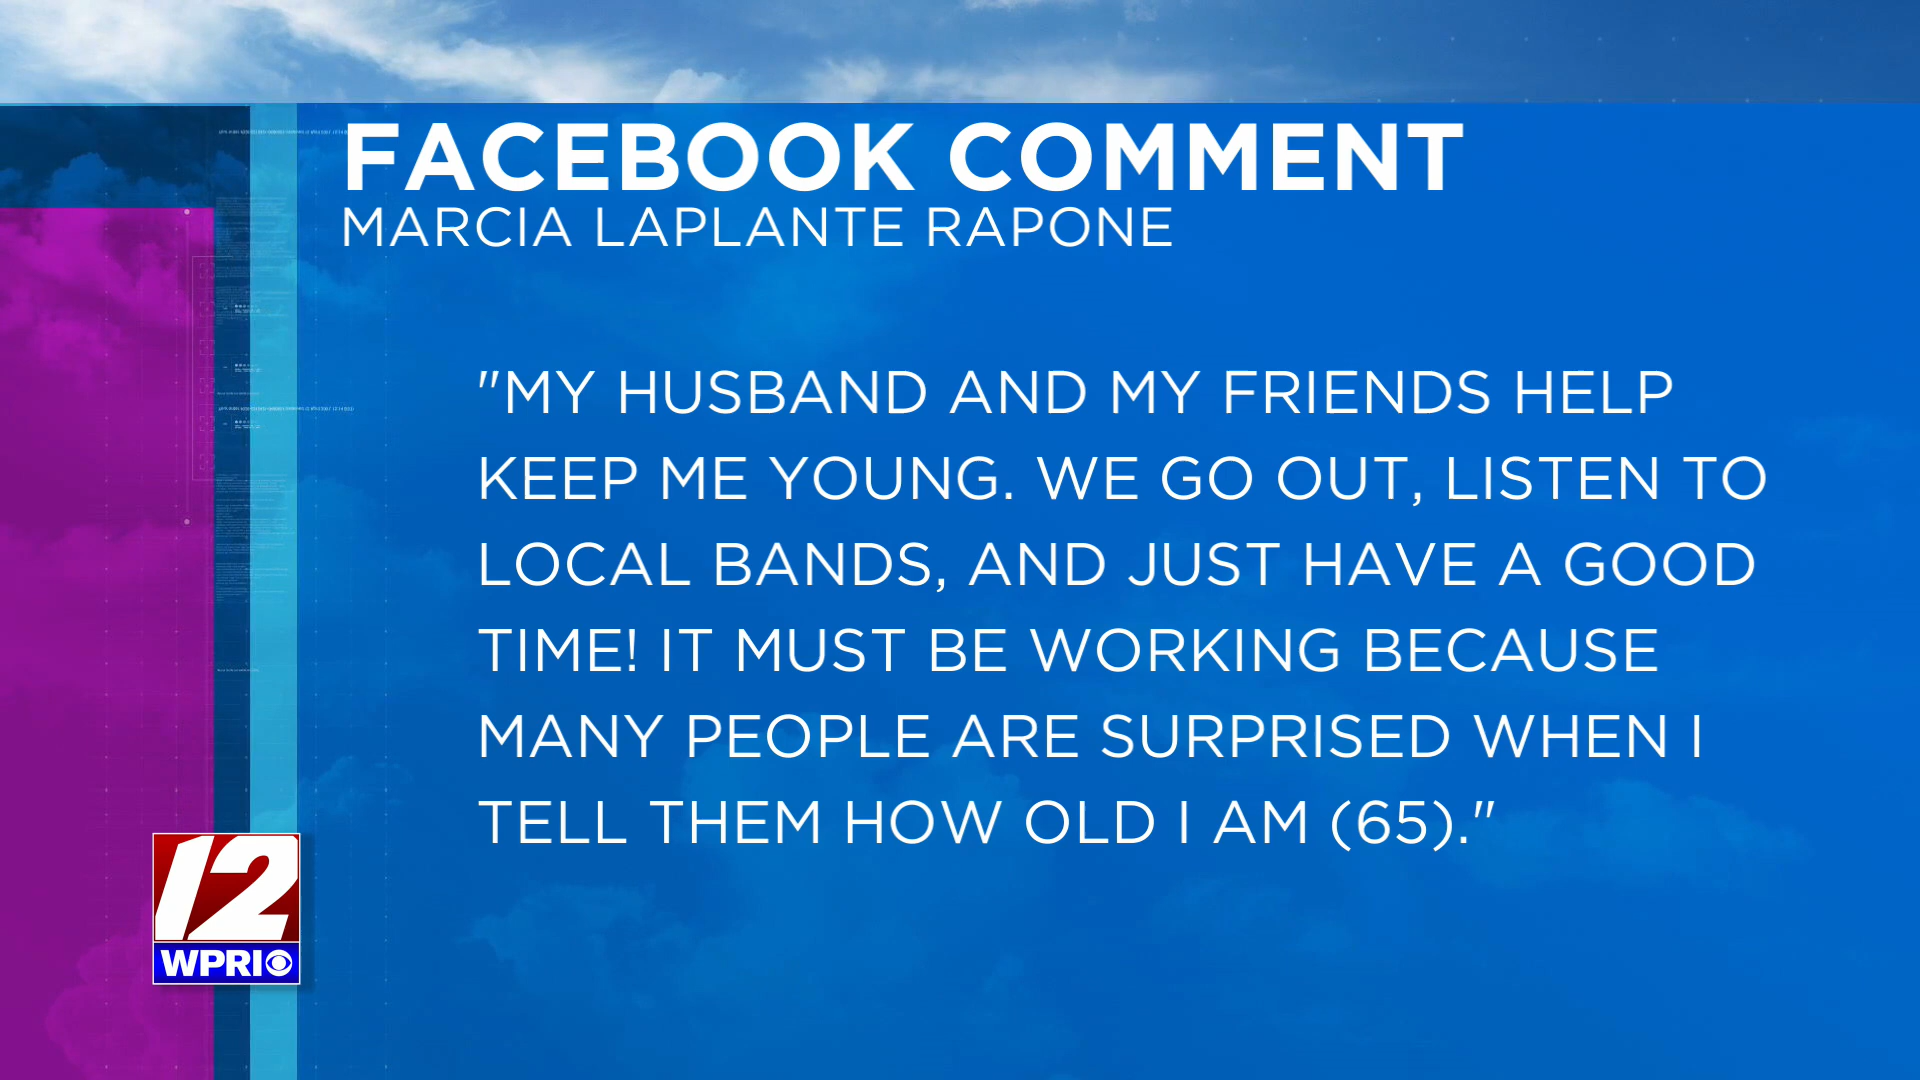 FACEBOOK COMMENT
MARCIA LAPLANTE RAPONE
"MY HUSBAND AND MY FRIENDS HELP
KEEP ME YOUNG. WE GO OUT, LISTEN TO
LOCAL BANDS, AND JUST HAVE A GOOD
TIME! IT MUST BE WORKING BECAUSE
MANY PEOPLE ARE SURPRISED WHEN I
TELL THEM HOW OLD I AM (65)."
12
WPRI